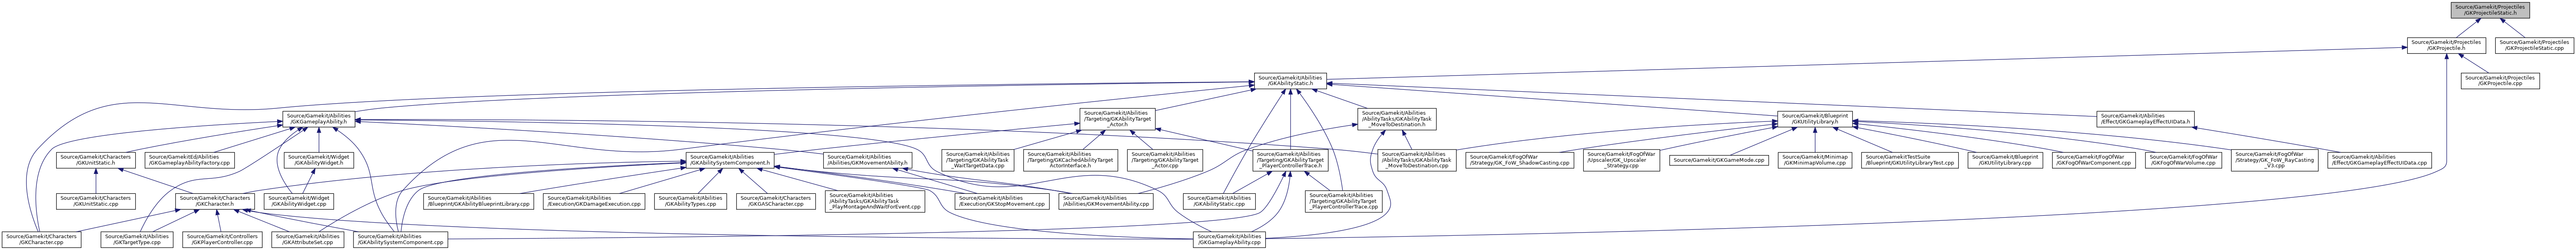 Source/Gamekit/Projectiles
/GKProjectileStatic.h
Source/Gamekit/Projectiles
/GKProjectile.h
Source/Gamekit/Projectiles
/GKProjectileStatic.cpp
Source/Gamekit/Abilities
/GKAbilityStatic.h
Source/Gamekit/Projectiles
/GKProjectile.cpp
Source/Gamekit/Abilities
/GKGameplayAbility.h
Source/Gamekit/Abilities
/Targeting/GKAbilityTarget
_Actor.h
Source/Gamekit/Abilities
/AbilityTasks/GKAbilityTask
_MoveToDestination.h
Source/Gamekit/Blueprint
/GKUtilityLibrary.h
Source/Gamekit/Abilities
/Effect/GKGameplayEffectUIData.h
Source/Gamekit/Characters
/GKUnitStatic.h
Source/GamekitEd/Abilities
/GKGameplayAbilityFactory.cpp
Source/Gamekit/Widget
/GKAbilityWidget.h
Source/Gamekit/Abilities
/GKAbilitySystemComponent.h
Source/Gamekit/Abilities
/Abilities/GKMovementAbility.h
Source/Gamekit/Abilities
/Targeting/GKAbilityTask
_WaitTargetData.cpp
Source/Gamekit/Abilities
/Targeting/GKCachedAbilityTarget
_ActorInterface.h
Source/Gamekit/Abilities
/Targeting/GKAbilityTarget
_Actor.cpp
Source/Gamekit/Abilities
/Targeting/GKAbilityTarget
_PlayerControllerTrace.h
Source/Gamekit/Abilities
/AbilityTasks/GKAbilityTask
_MoveToDestination.cpp
Source/Gamekit/FogOfWar
/Strategy/GK_FoW_ShadowCasting.cpp
Source/Gamekit/FogOfWar
/Upscaler/GK_Upscaler
_Strategy.cpp
Source/Gamekit/GKGameMode.cpp
Source/Gamekit/Minimap
/GKMinimapVolume.cpp
Source/GamekitTestSuite
/Blueprint/GKUtilityLibraryTest.cpp
Source/Gamekit/Blueprint
/GKUtilityLibrary.cpp
Source/Gamekit/FogOfWar
/GKFogOfWarComponent.cpp
Source/Gamekit/FogOfWar
/GKFogOfWarVolume.cpp
Source/Gamekit/FogOfWar
/Strategy/GK_FoW_RayCasting
_V3.cpp
Source/Gamekit/Abilities
/Effect/GKGameplayEffectUIData.cpp
Source/Gamekit/Characters
/GKUnitStatic.cpp
Source/Gamekit/Characters
/GKCharacter.h
Source/Gamekit/Widget
/GKAbilityWidget.cpp
Source/Gamekit/Abilities
/Blueprint/GKAbilityBlueprintLibrary.cpp
Source/Gamekit/Abilities
/Execution/GKDamageExecution.cpp
Source/Gamekit/Abilities
/GKAbilityTypes.cpp
Source/Gamekit/Characters
/GKGASCharacter.cpp
Source/Gamekit/Abilities
/AbilityTasks/GKAbilityTask
_PlayMontageAndWaitForEvent.cpp
Source/Gamekit/Abilities
/Execution/GKStopMovement.cpp
Source/Gamekit/Abilities
/Abilities/GKMovementAbility.cpp
Source/Gamekit/Abilities
/GKAbilityStatic.cpp
Source/Gamekit/Abilities
/Targeting/GKAbilityTarget
_PlayerControllerTrace.cpp
Source/Gamekit/Characters
/GKCharacter.cpp
Source/Gamekit/Abilities
/GKTargetType.cpp
Source/Gamekit/Controllers
/GKPlayerController.cpp
Source/Gamekit/Abilities
/GKAttributeSet.cpp
Source/Gamekit/Abilities
/GKAbilitySystemComponent.cpp
Source/Gamekit/Abilities
/GKGameplayAbility.cpp